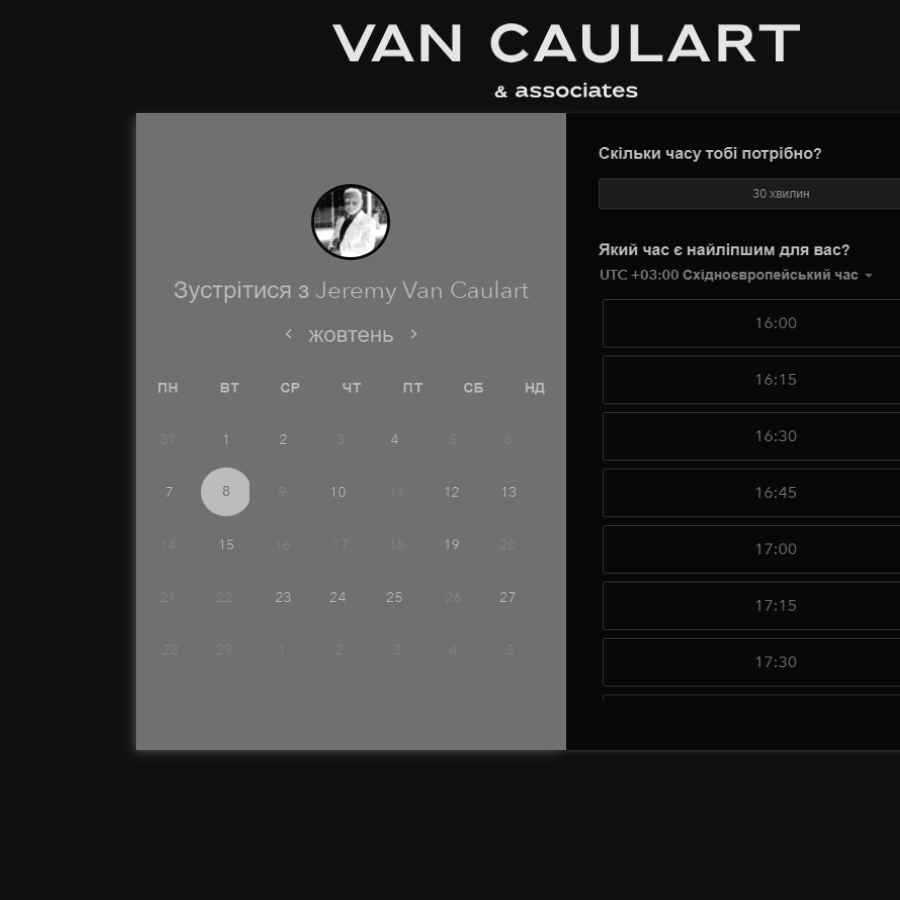 VAN CAULART
& associates
Зустрітися з Jeremy Van Caulart
жовтень
ПН ВТ СР ЧТ ПТ СБ НД
31 1 2 3 4 5 6
7 8 9 10 11 12 13
14 15 16 17 18 19 20
21 22 23 24 25 26 27
28 29 1 2 3 4 5
Скільки часу тобі потрібно?
30 хвилин
Який час є найліпшим для вас?
UTC +03:00 Східноєвропейський час
16:00
16:15
16:30
16:45
17:00
17:15
17:30